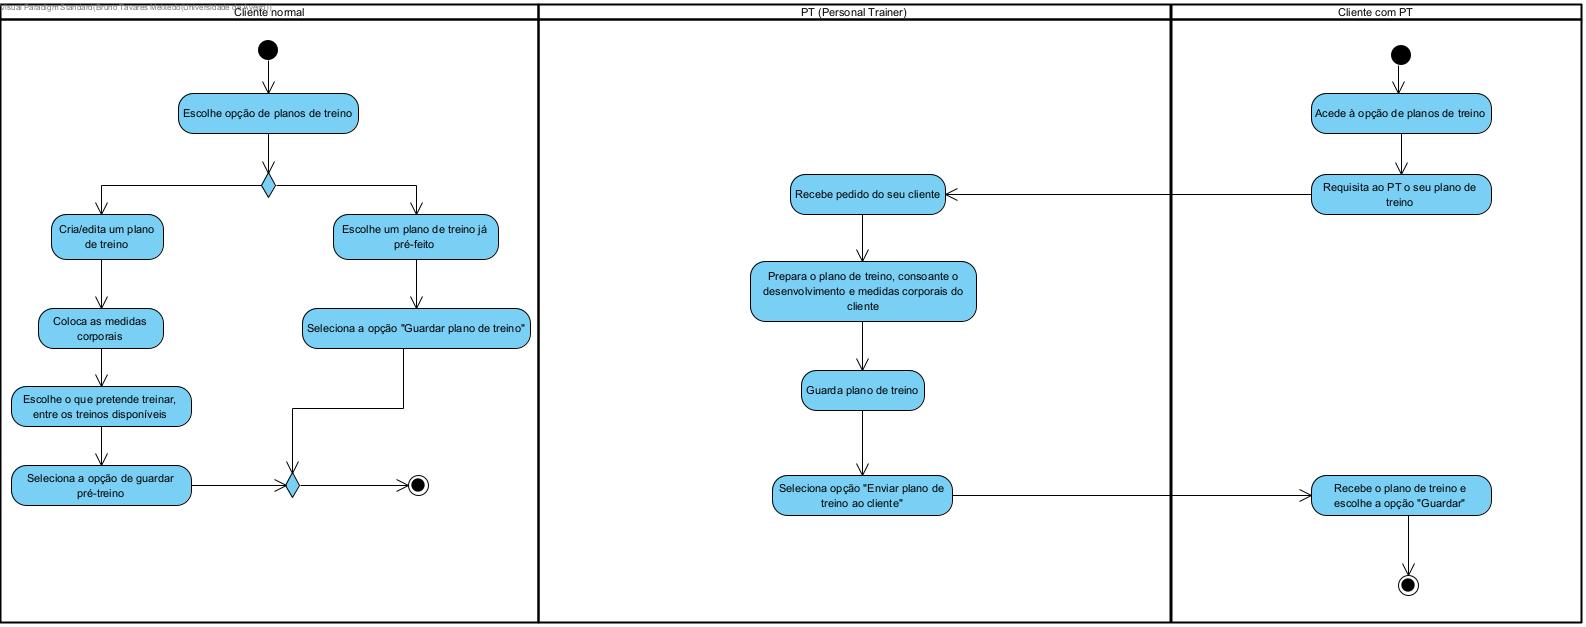 Visual Paradigm Standard(Bruno Tavares Meixedo(Universidade de
Cliente normal
PT (Personal Trainer)
Cliente com PT
Escolhe opção de planos de treino
Acede à opção de planos de treino
Recebe pedido do seu cliente
Requisita ao PT o seu plano de
treino
Cria/edita um plano
de treino
Escolhe um plano de treino já
pré-feito
Prepara o plano de treino, consoante o
desenvolvimento e medidas corporais do
cliente
Coloca as medidas
corporais
Seleciona a opção "Guardar plano de treino"
Guarda plano de treino
Escolhe o que pretende treinar,
entre os treinos disponíveis
Seleciona a opção de guardar
pré-treino
Seleciona opção "Enviar plano de
treino ao cliente"
Recebe o plano de treino e
escolhe a opção "Guardar"